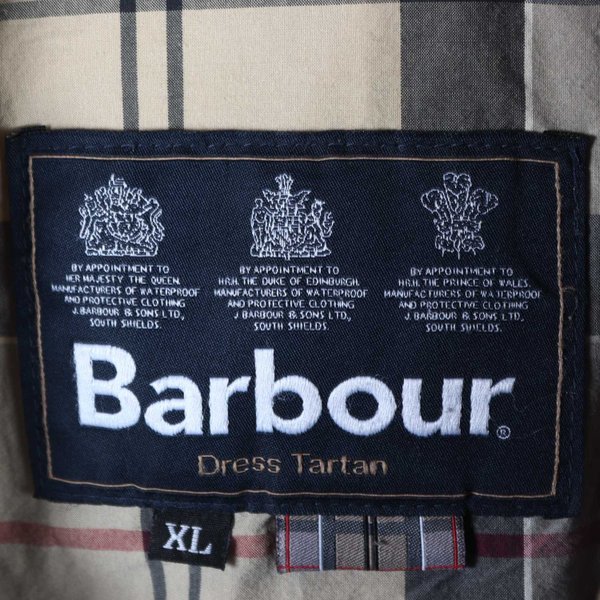 BY APPOINTMENT TO
HER MAJESTY THE QUEEN.
MANUFACTURERS OF WATERPROOF
AND PROTECTIVE CLOTHING
J. BARBOUR & SONS LTD.,
SOUTH SHIELDS.
BY APPOINTMENT TO
H.R.H. THE DUKE OF EDINBURGH.
MANUFACTURERS OF WATERPROOF
AND PROTECTIVE CLOTHING
J. BARBOUR & SONS LTD.,
SOUTH SHIELDS.
BY APPOINTMENT TO
H.R.H. THE PRINCE OF WALES.
MANUFACTURERS OF WATERPROOF
AND PROTECTIVE CLOTHING
J. BARBOUR & SONS LTD.,
SOUTH SHIELDS.
Barbour®
Dress Tartan
XL